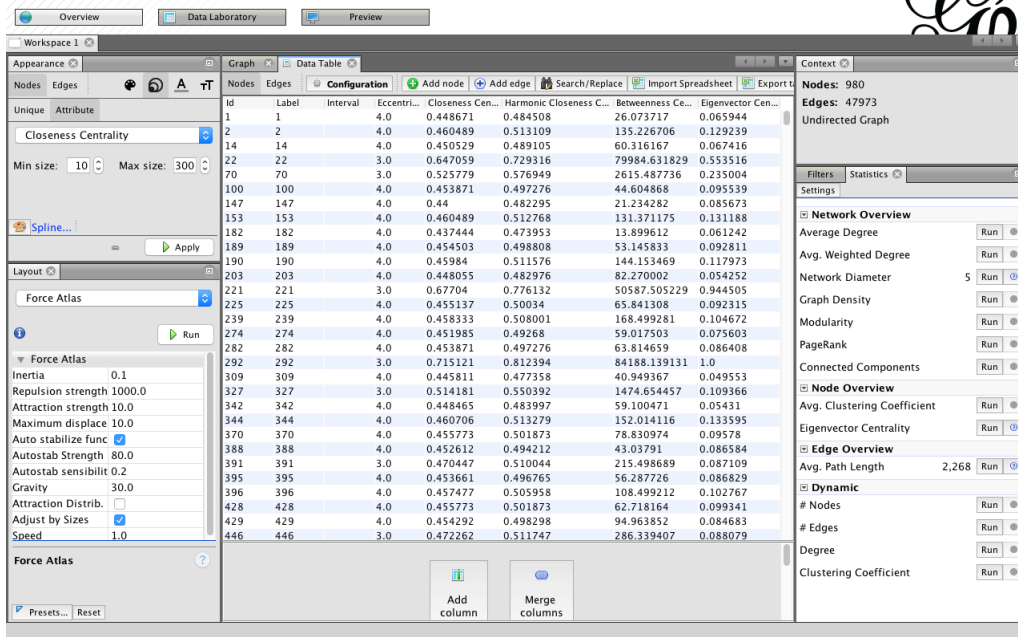 Overview Data Laboratory Preview
Workspace 1
Appearance
Nodes Edges A T
Unique Attribute
Closeness Centrality
Min size: 10 Max size: 300
Spline...
Apply
Layout
Force Atlas
Run
Force Atlas
Inertia 0.1
Repulsion strength 1000.0
Attraction strength 10.0
Maximum displace 10.0
Auto stabilize func
Autostab Strength 80.0
Autostab sensibilit 0.2
Gravity 30.0
Attraction Distrib.
Adjust by Sizes
Speed 1.0
Force Atlas ?
Presets... Reset
Graph Data Table
Nodes Edges Configuration Add node Add edge Search/Replace Import Spreadsheet Export ta
Id Label Interval Eccentri... Closeness Cen... Harmonic Closeness C... Betweenness Ce... Eigenvector Cen...
1 1 4.0 0.448671 0.484508 26.073717 0.065944
2 2 4.0 0.460489 0.513109 135.226706 0.129239
14 14 4.0 0.450529 0.489105 60.316167 0.067416
22 22 3.0 0.647059 0.729316 79984.631829 0.553516
70 70 3.0 0.525779 0.576949 2615.487736 0.235004
100 100 4.0 0.453871 0.497276 44.604868 0.095539
147 147 4.0 0.44 0.482295 21.234282 0.085673
153 153 4.0 0.460489 0.512768 131.371175 0.131188
182 182 4.0 0.437444 0.473953 13.899612 0.061242
189 189 4.0 0.454503 0.498808 53.145833 0.092811
190 190 4.0 0.45984 0.511576 144.153469 0.117973
203 203 4.0 0.448055 0.482976 82.270002 0.054252
221 221 3.0 0.67704 0.776132 50587.505229 0.944505
225 225 4.0 0.455137 0.50034 65.841308 0.092315
239 239 4.0 0.458333 0.508001 168.499281 0.104672
274 274 4.0 0.451985 0.49268 59.017503 0.075603
282 282 4.0 0.453871 0.497276 63.814659 0.086408
292 292 3.0 0.715121 0.812394 84188.139131 1.0
309 309 4.0 0.445811 0.477358 40.949367 0.049553
327 327 3.0 0.514181 0.550392 1474.654457 0.109366
342 342 4.0 0.448465 0.483997 59.100471 0.05431
344 344 4.0 0.460706 0.513279 152.014116 0.133595
370 370 4.0 0.455773 0.501873 78.830974 0.09578
388 388 4.0 0.452612 0.494212 43.03791 0.086584
391 391 3.0 0.470447 0.510044 215.498689 0.087109
395 395 4.0 0.453661 0.496765 56.287726 0.086829
396 396 4.0 0.457477 0.505958 108.499212 0.102767
428 428 4.0 0.455773 0.501873 62.718164 0.099341
429 429 4.0 0.454292 0.498298 94.963852 0.084683
446 446 3.0 0.472262 0.511747 286.339407 0.088079
Add column
Merge columns
Context
Nodes: 980
Edges: 47973
Undirected Graph
Filters Statistics
Settings
Network Overview
Average Degree Run
Avg. Weighted Degree Run
Network Diameter 5 Run
Graph Density Run
Modularity Run
PageRank Run
Connected Components Run
Node Overview
Avg. Clustering Coefficient Run
Eigenvector Centrality Run
Edge Overview
Avg. Path Length 2,268 Run
Dynamic
# Nodes Run
# Edges Run
Degree Run
Clustering Coefficient Run